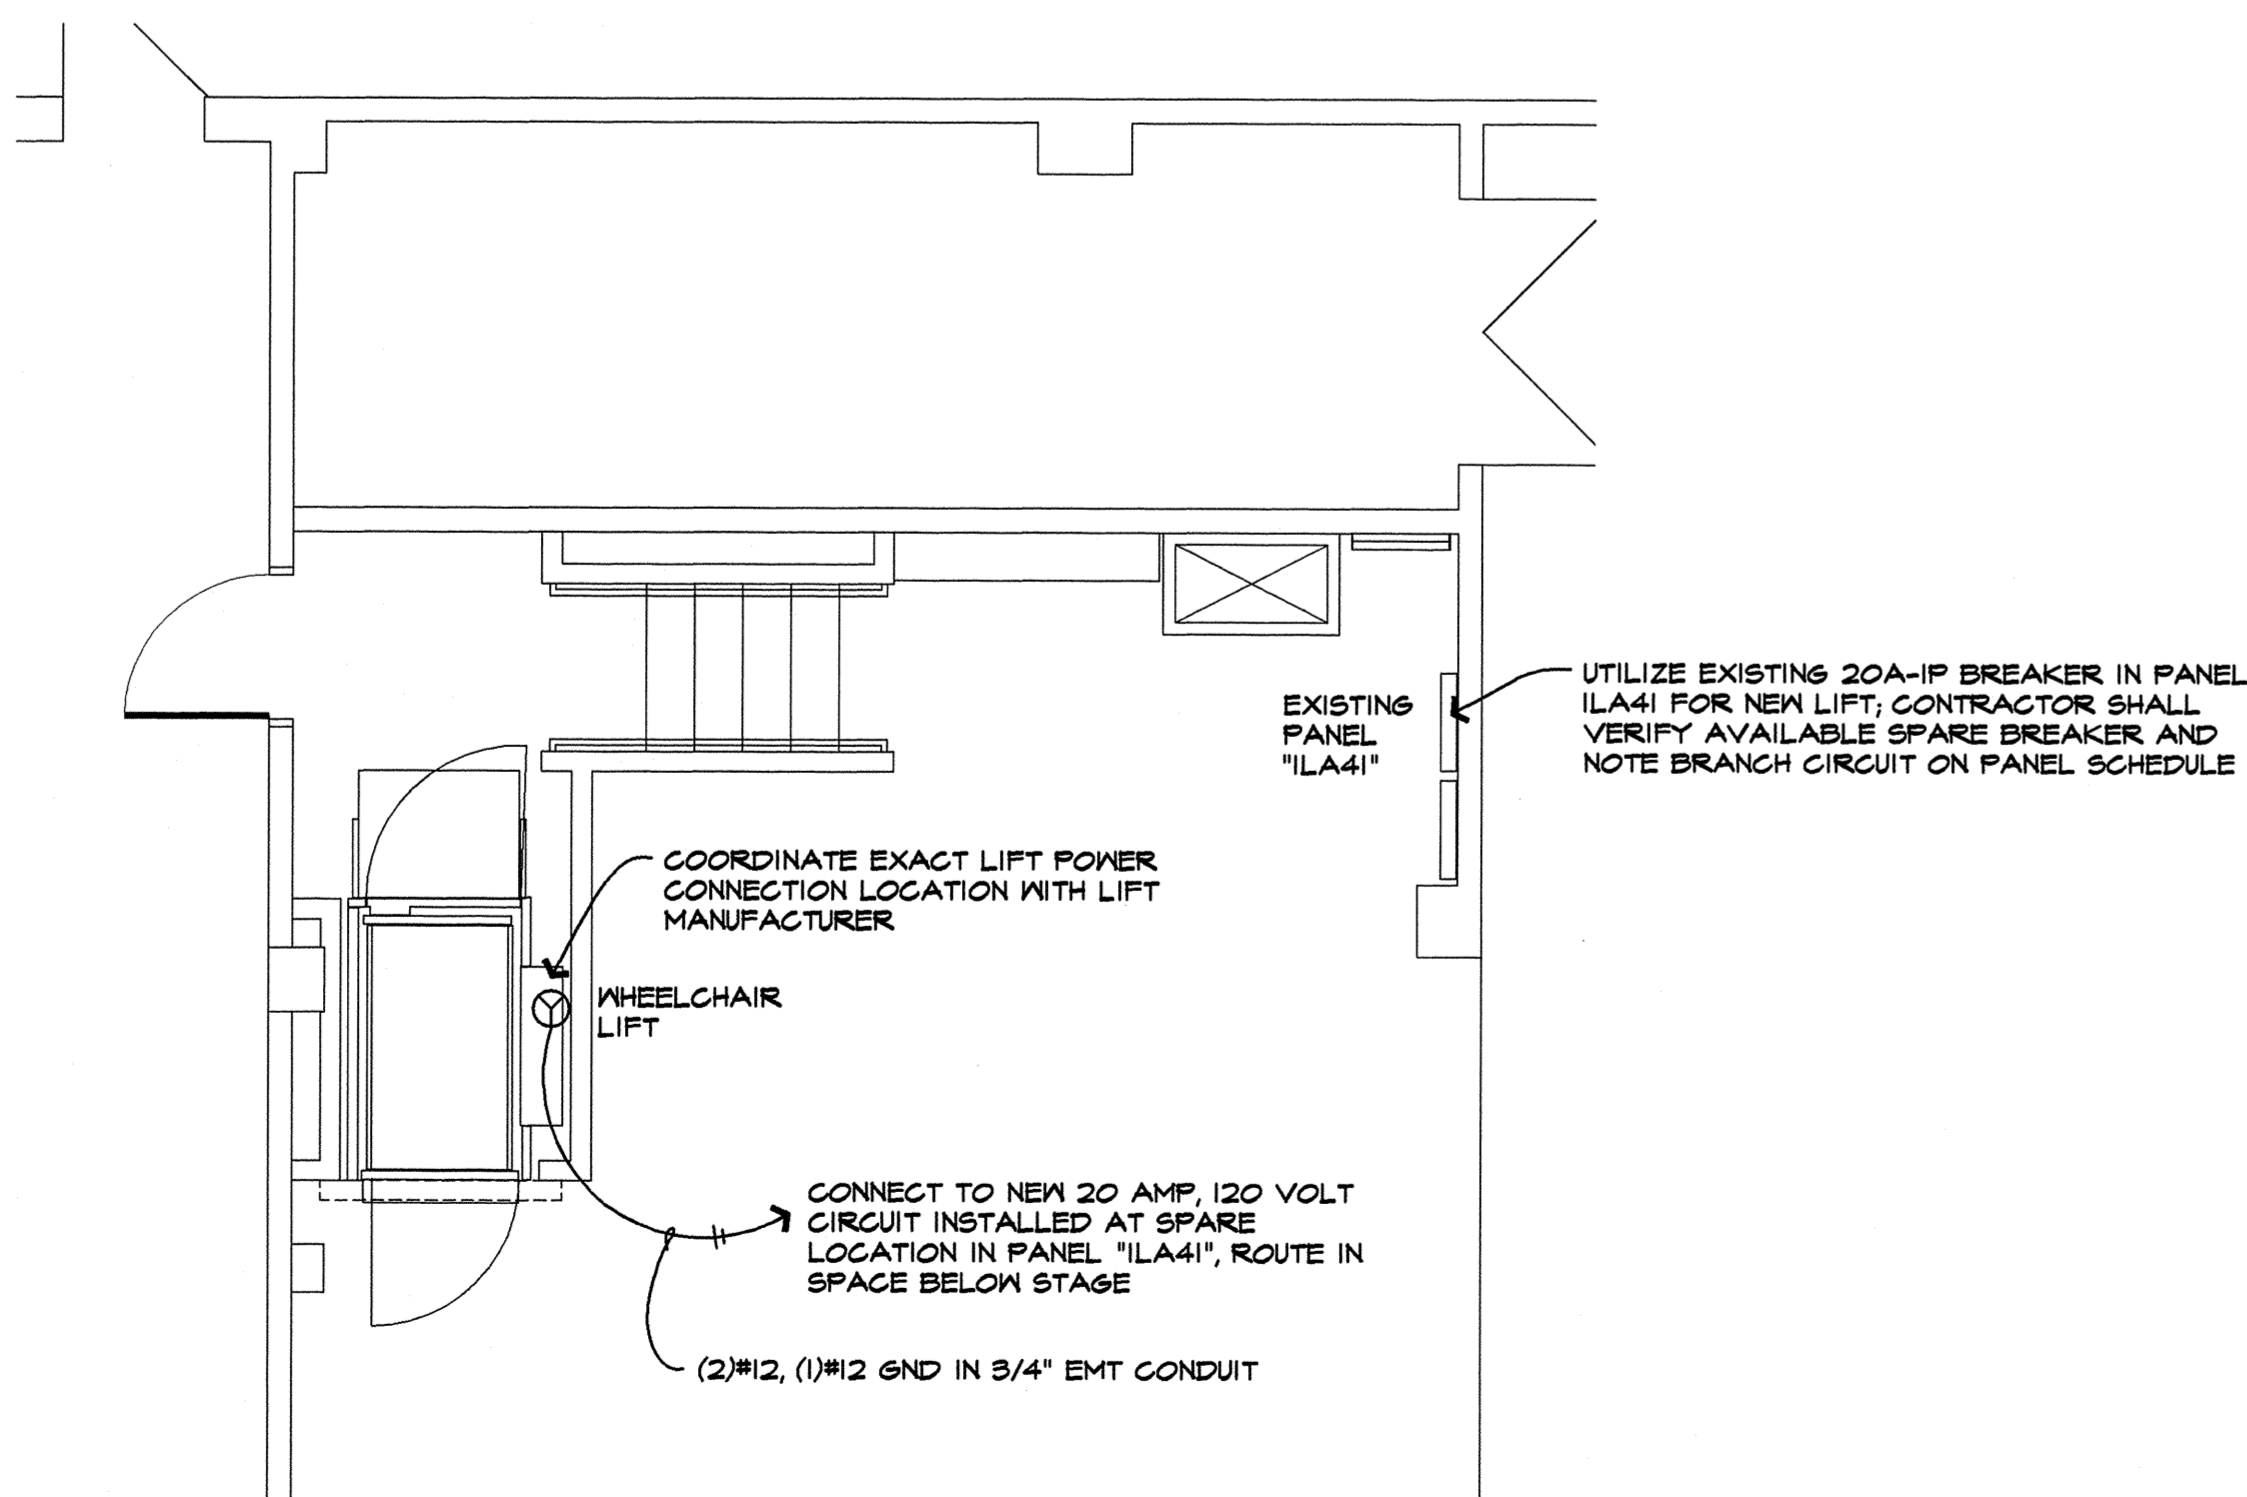 UTILIZE EXISTING 20A-1P BREAKER IN PANEL
1LA41 FOR NEW LIFT; CONTRACTOR SHALL
VERIFY AVAILABLE SPARE BREAKER AND
NOTE BRANCH CIRCUIT ON PANEL SCHEDULE
EXISTING
PANEL
"1LA41"
COORDINATE EXACT LIFT POWER
CONNECTION LOCATION WITH LIFT
MANUFACTURER
WHEELCHAIR
LIFT
CONNECT TO NEW 20 AMP, 120 VOLT
CIRCUIT INSTALLED AT SPARE
LOCATION IN PANEL "1LA41", ROUTE IN
SPACE BELOW STAGE
(2)#12, (1)#12 GND IN 3/4" EMT CONDUIT